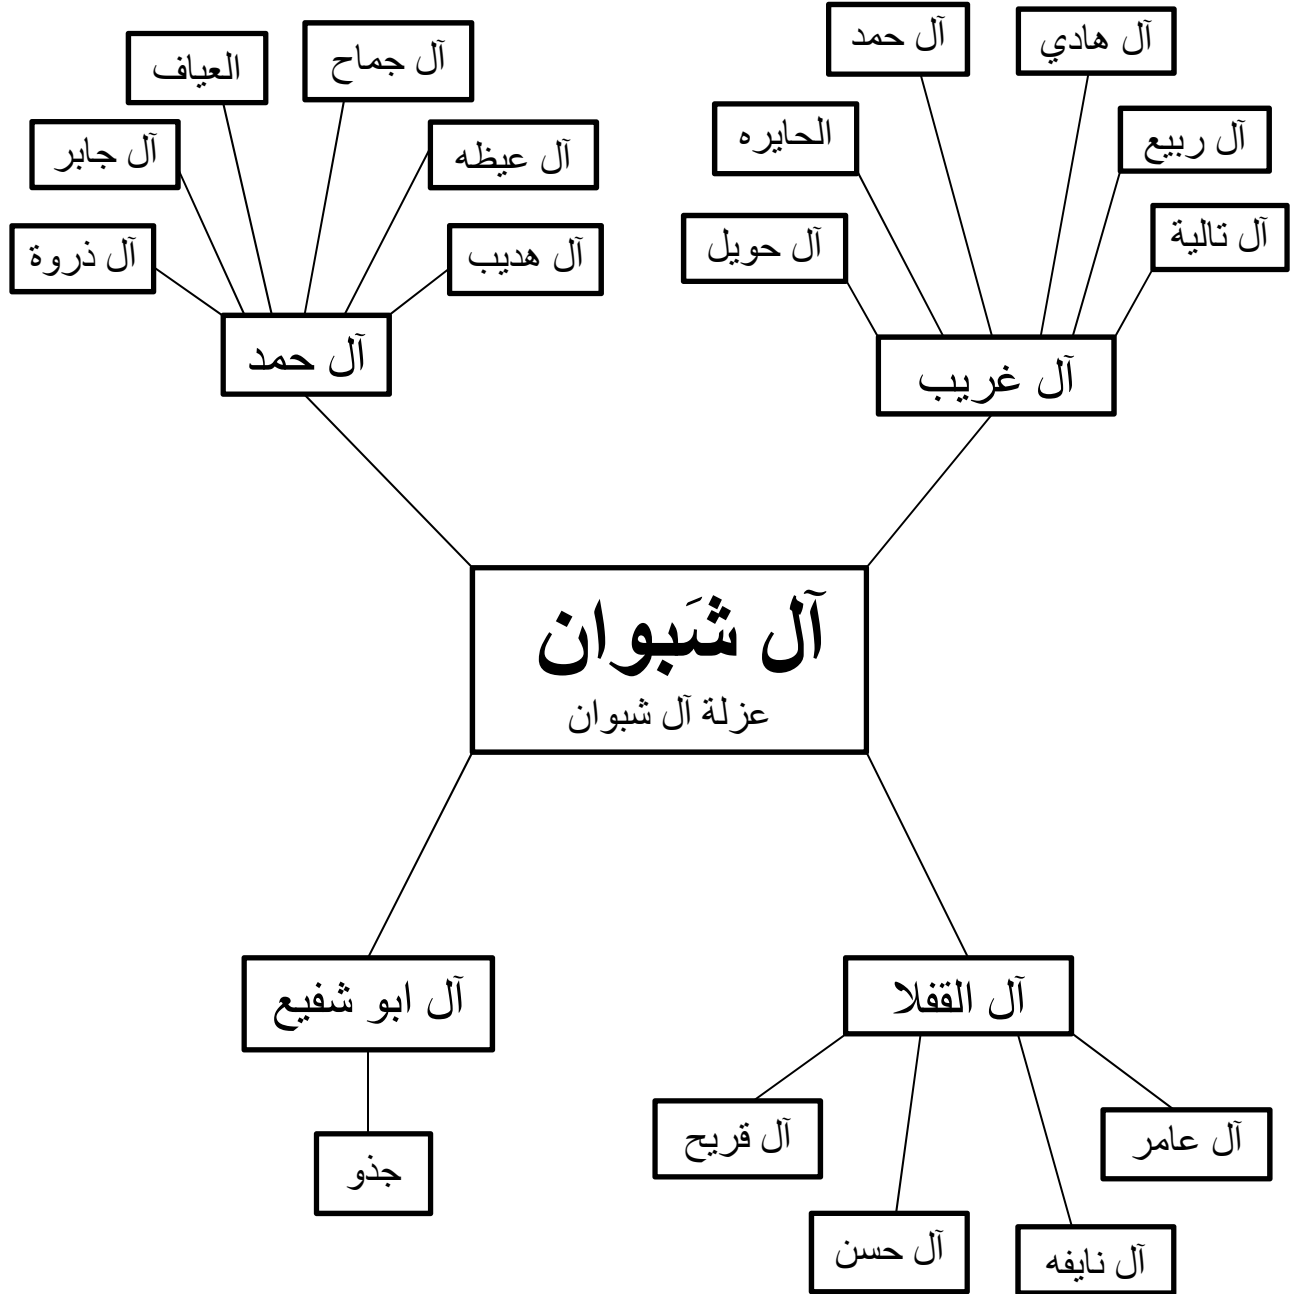 آل هادي
آل حمد
آل ربيع
الحايره
آل تالية
آل حويل
آل غريب
آل جماح
العياف
آل عيظه
آل جابر
آل هديب
آل ذروة
آل حمد
آل شَبوان
عزلة آل شبوان
آل القفلا
آل عامر
آل قريح
آل نايفه
آل حسن
آل ابو شفيع
جذو